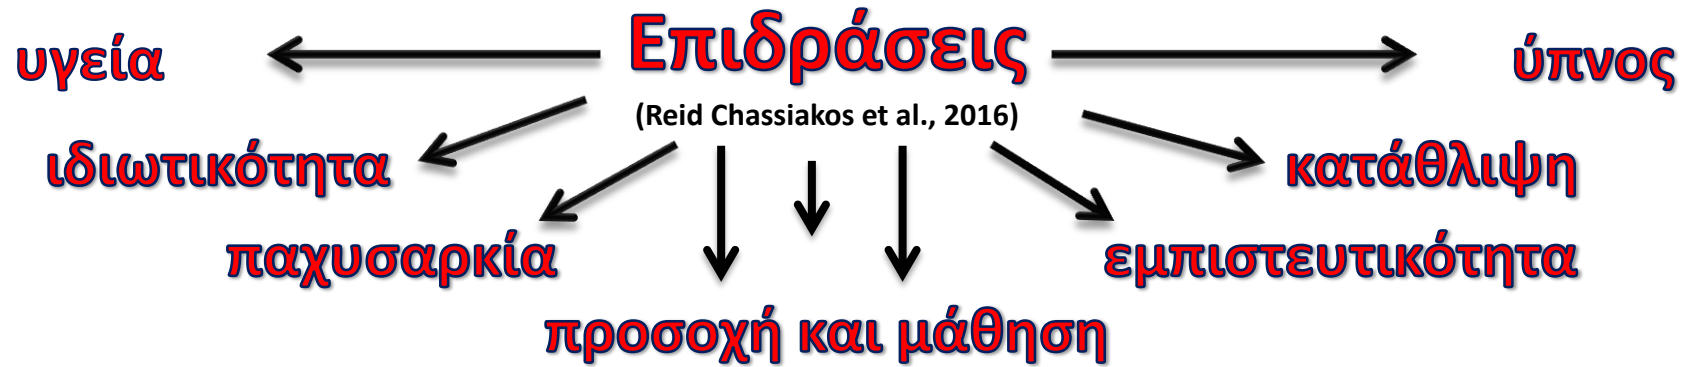 Επιδράσεις
(Reid Chassiakos et al., 2016)
υγεία
ύπνος
ιδιωτικότητα
κατάθλιψη
παχυσαρκία
εμπιστευτικότητα
προσοχή και μάθηση